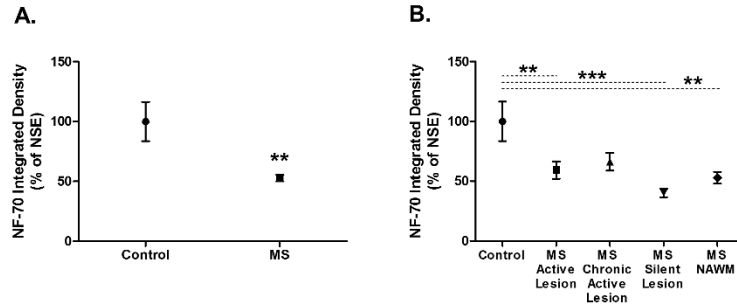 A.
NF-70 Integrated Density
(% of NSE)
150
100
50
0
**
Control
MS
B.
NF-70 Integrated Density
(% of NSE)
150
100
50
0
**
***
**
Control
MS
Active
Lesion
MS
Chronic
Active
Lesion
MS
Silent
Lesion
MS
NAWM